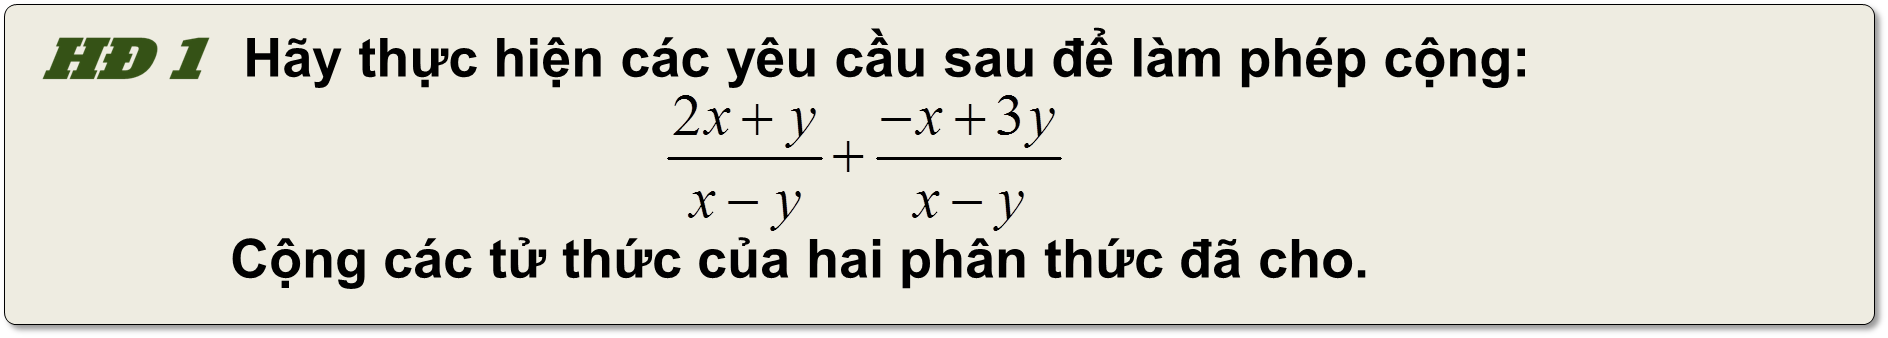 HĐ 1 Hãy thực hiện các yêu cầu sau để làm phép cộng:
2x + y / x − y + −x + 3y / x − y
Cộng các tử thức của hai phân thức đã cho.